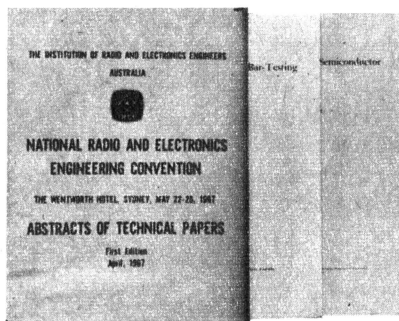 THE INSTITUTION OF RADIO AND ELECTRONICS ENGINEERS
AUSTRALIA
NATIONAL RADIO AND ELECTRONICS
ENGINEERING CONVENTION
THE WENTWORTH HOTEL, SYDNEY, MAY 22-26, 1967
ABSTRACTS OF TECHNICAL PAPERS
First Edition
April, 1967
Bar-Testing
Semiconductor